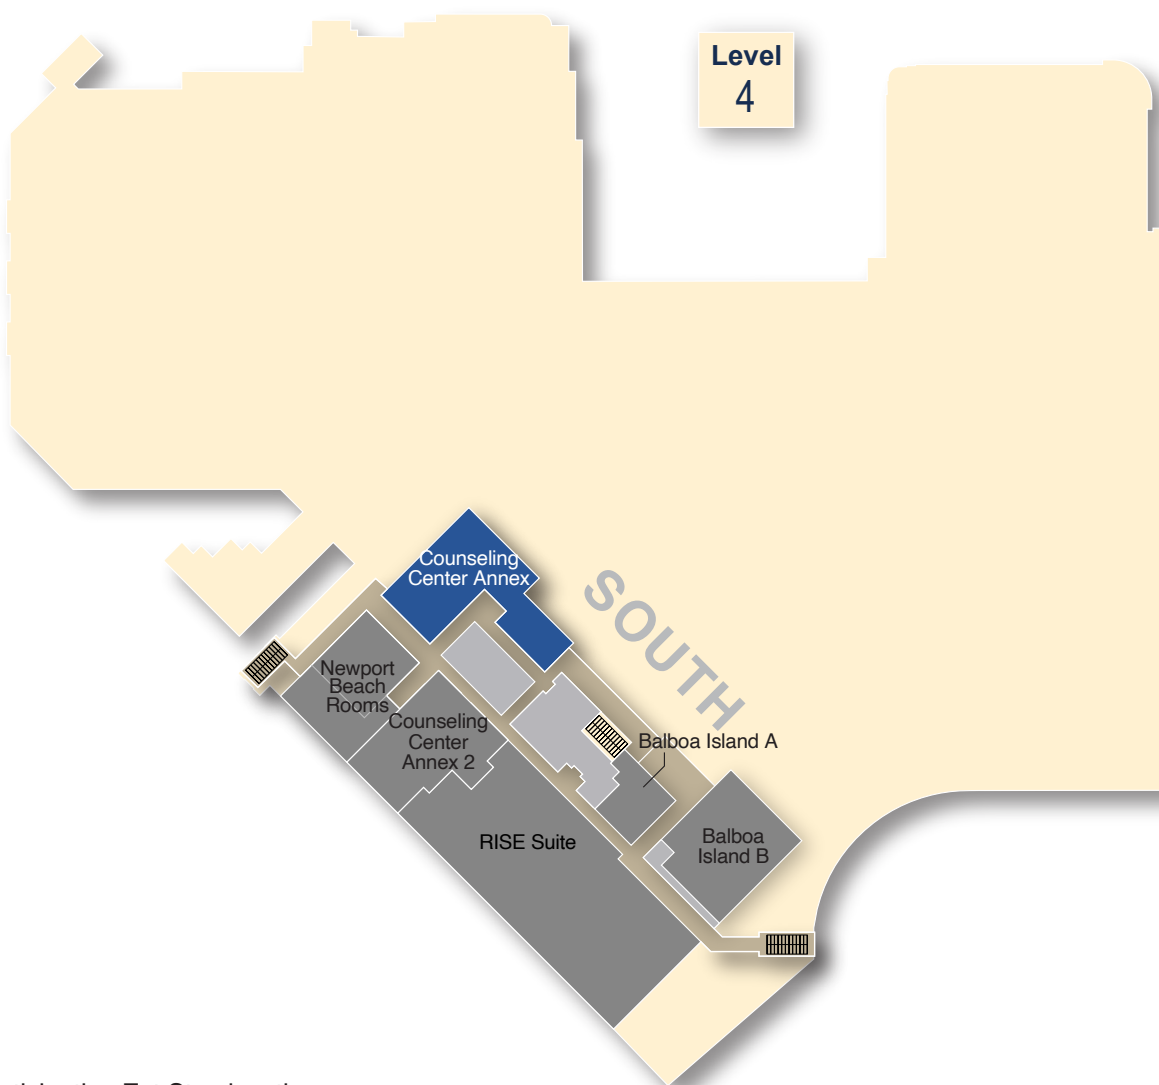 Level
4
Counseling
Center Annex
SOUTH
Newport
Beach
Rooms
Counseling
Center
Annex 2
Balboa Island A
RISE Suite
Balboa
Island B